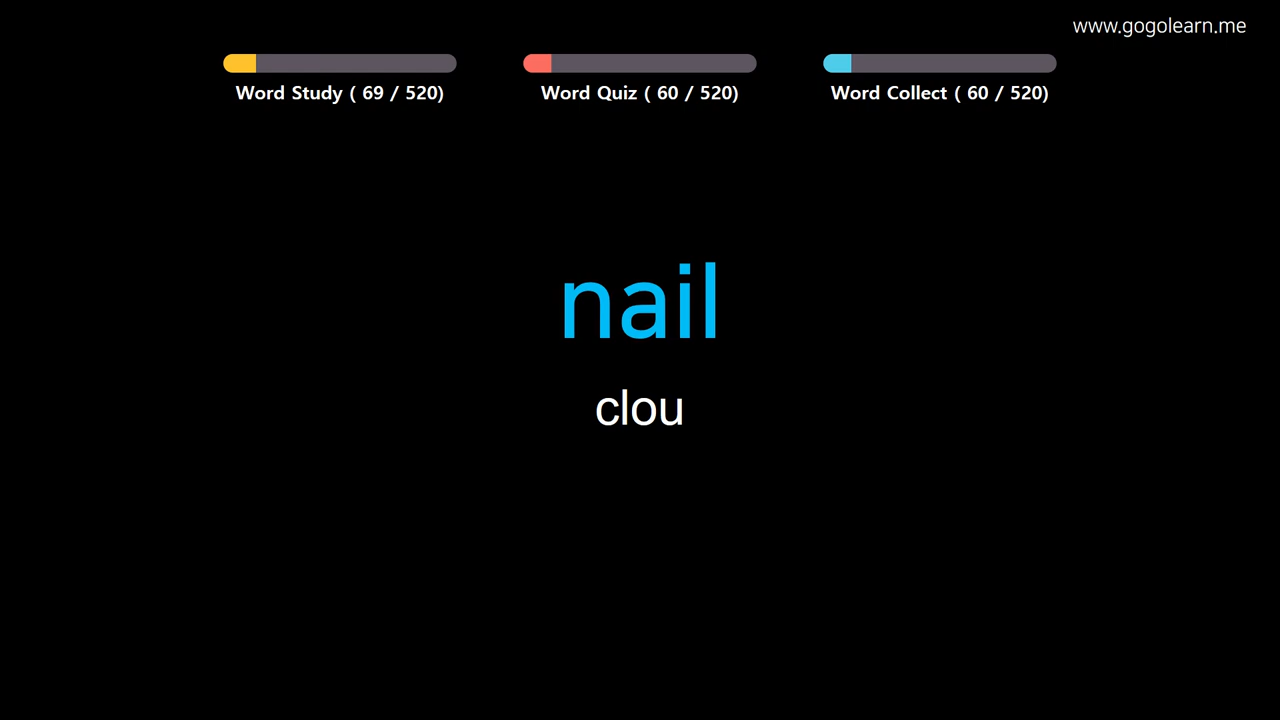 www.gogolearn.me
Word Study ( 69 / 520)
Word Quiz ( 60 / 520)
Word Collect ( 60 / 520)
nail
clou